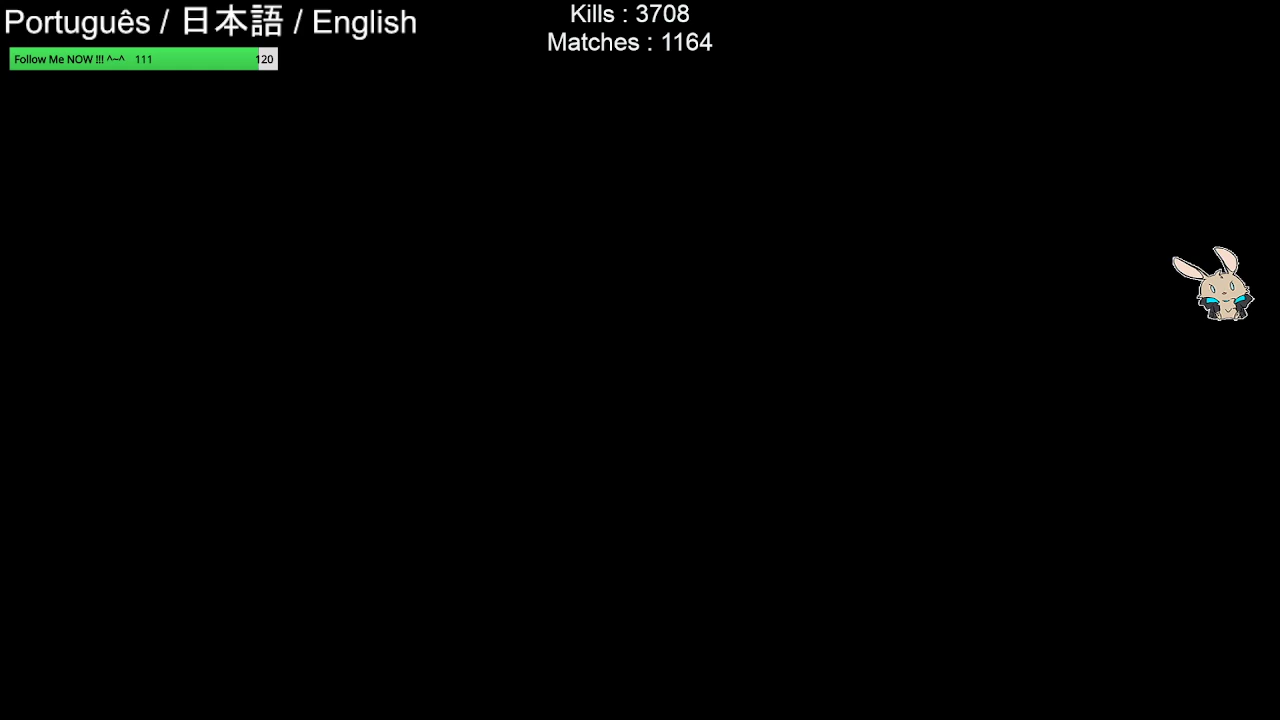 Português / 日本語 / English
Kills : 3708
Matches : 1164
Follow Me NOW !!! ^~^ 111 120